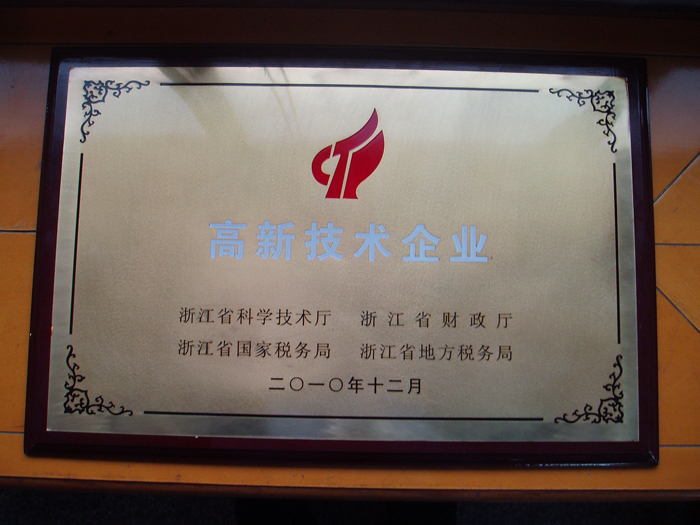 高新技术企业
浙江省科学技术厅 浙江省财政厅
浙江省国家税务局 浙江省地方税务局
二〇一〇年十二月